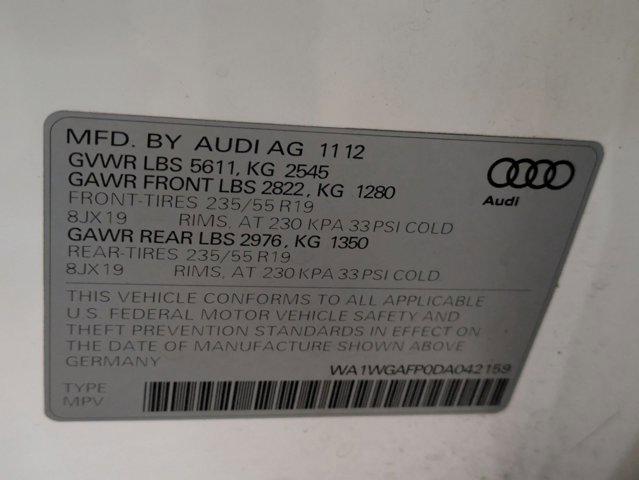 MFD. BY AUDI AG 11 12
GVWR LBS 5611, KG 2545
GAWR FRONT LBS 2822, KG 1280
FRONT-TIRES 235/55 R19
8JX19 RIMS, AT 230 KPA 33 PSI COLD
GAWR REAR LBS 2976, KG 1350
REAR-TIRES 235/55 R19
8JX19 RIMS, AT 230 KPA 33 PSI COLD
Audi
THIS VEHICLE CONFORMS TO ALL APPLICABLE
U.S. FEDERAL MOTOR VEHICLE SAFETY AND
THEFT PREVENTION STANDARDS IN EFFECT ON
THE DATE OF MANUFACTURE SHOWN ABOVE
GERMANY
WA1WGAFP0DA042159
TYPE
MPV